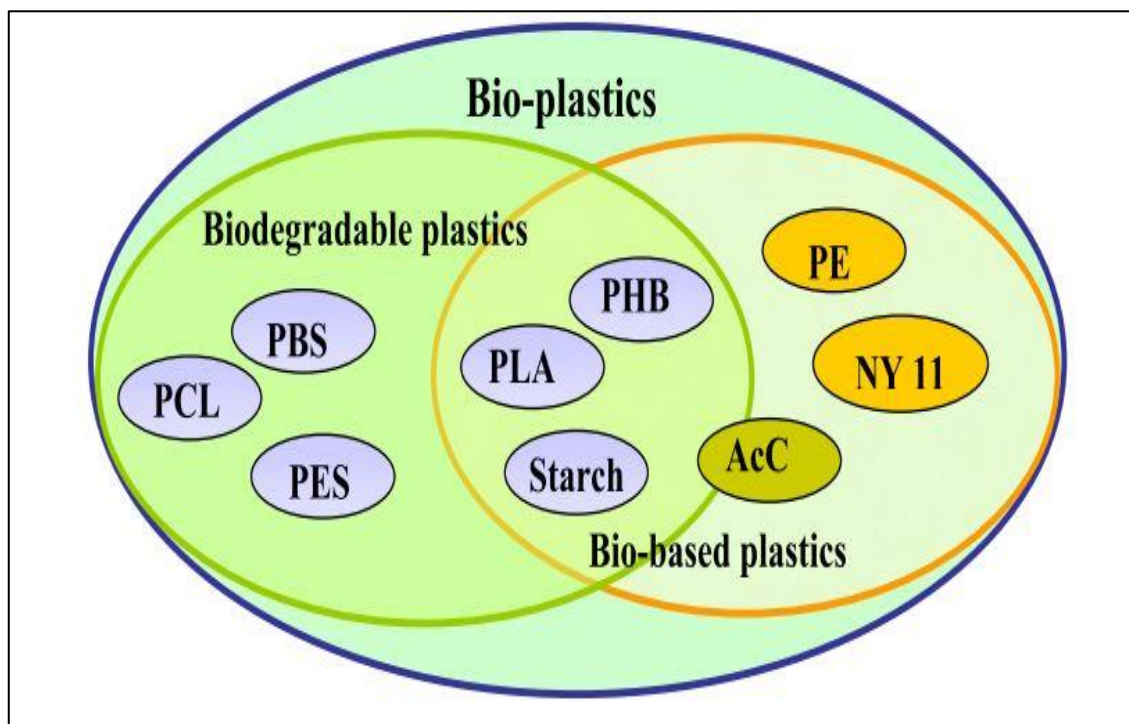 Bio-plastics
Biodegradable plastics
PE
PHB
PBS
PLA
NY 11
PCL
AcC
Starch
PES
Bio-based plastics